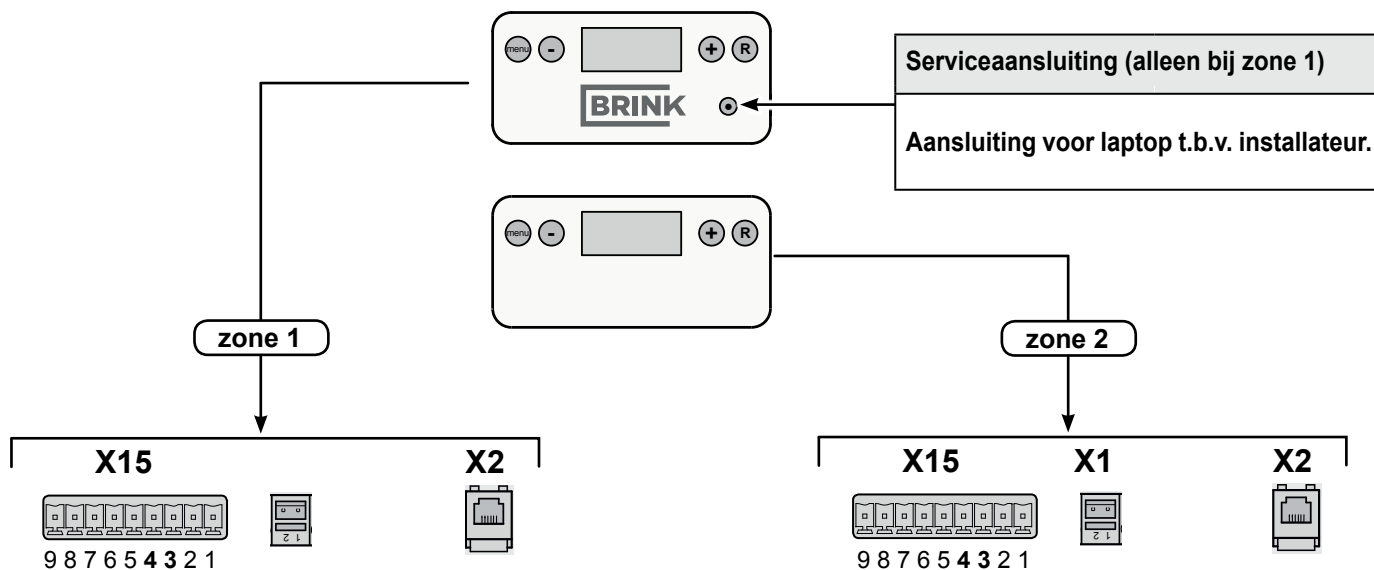 menu - + R
BRINK
Serviceaansluiting (alleen bij zone 1)
Aansluiting voor laptop t.b.v. installateur.
menu - + R
zone 1
zone 2
X15 X2
2 1
9 8 7 6 5 4 3 2 1
X15 X1 X2
2 1
9 8 7 6 5 4 3 2 1